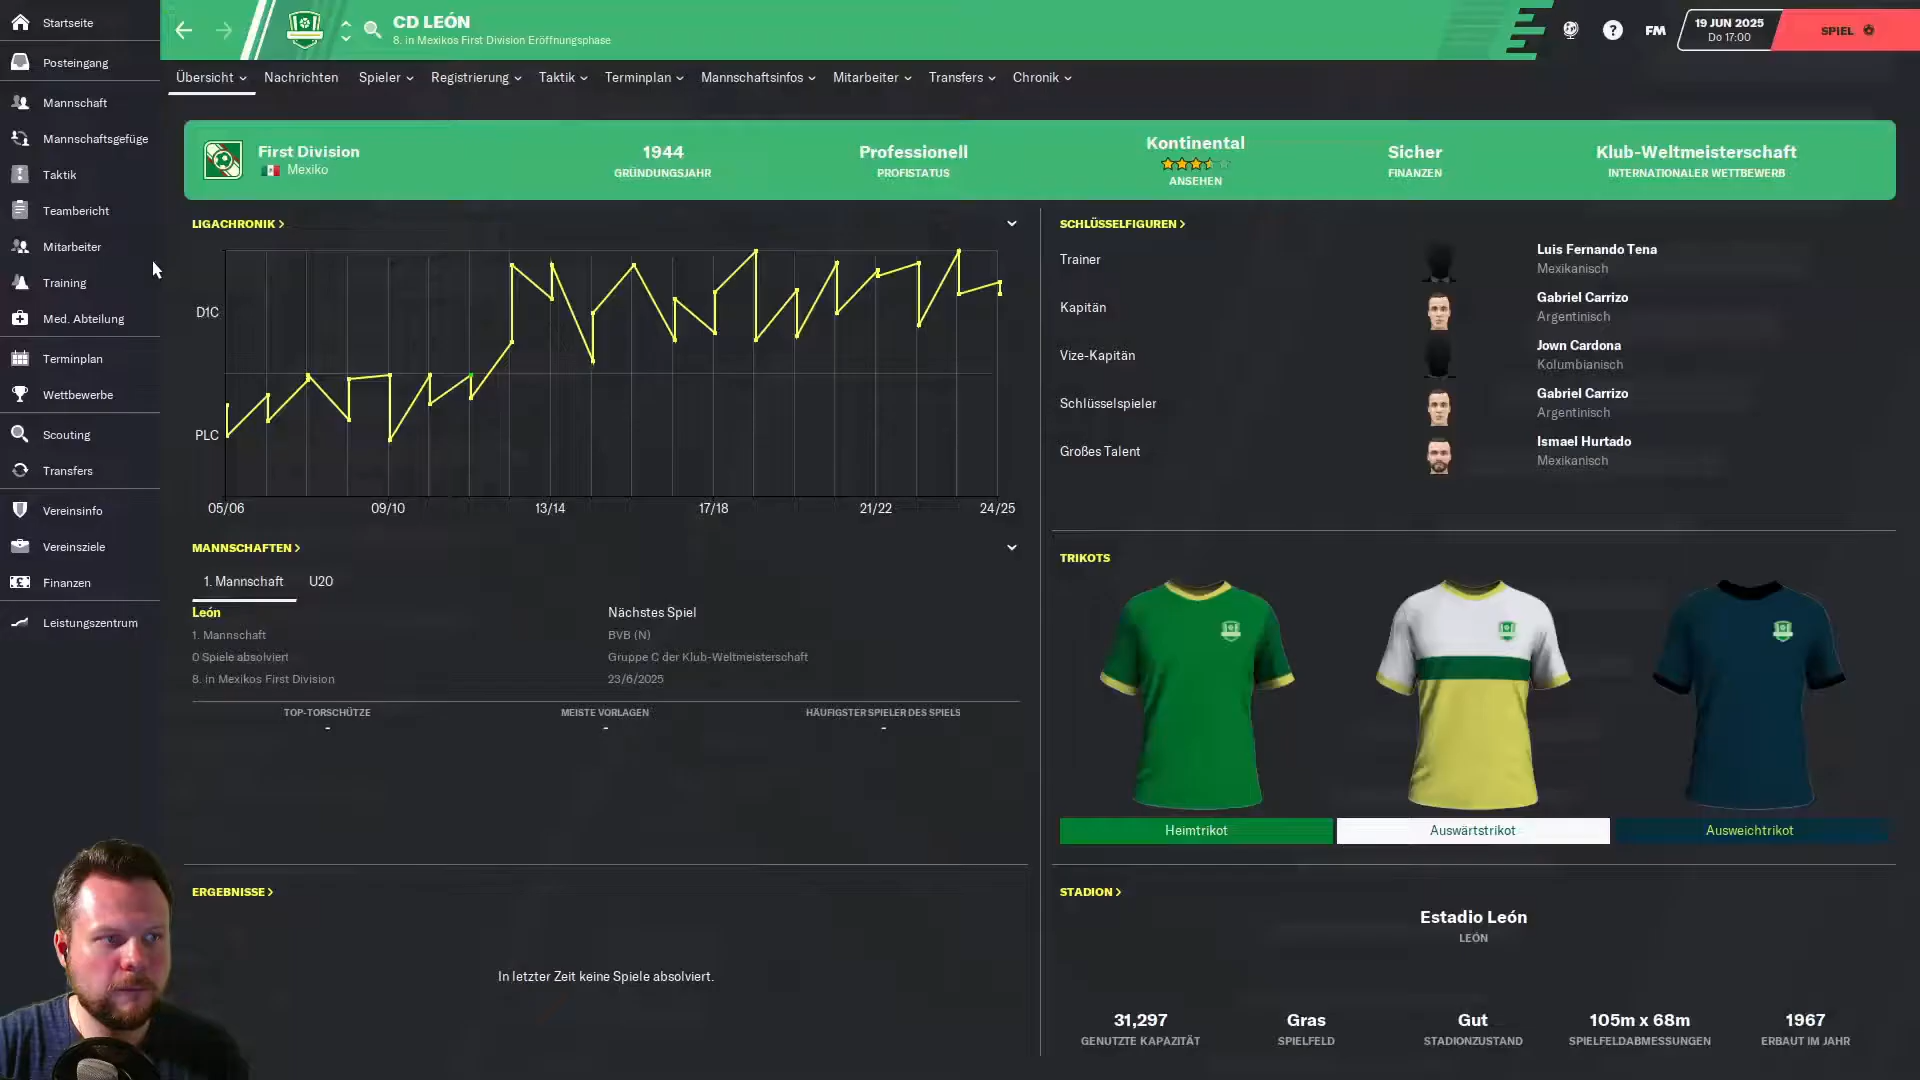 Startseite
Posteingang
Mannschaft
Mannschaftsgefüge
Taktik
Teambericht
Mitarbeiter
Training
Med. Abteilung
Terminplan
Wettbewerbe
Scouting
Transfers
Vereinsinfo
Vereinsziele
Finanzen
Leistungszentrum
CD LEÓN
8. in Mexikos First Division Eröffnungsphase
?
FM
19 JUN 2025
Do 17:00
SPIEL
Übersicht Nachrichten Spieler Registrierung Taktik Terminplan Mannschaftsinfos Mitarbeiter Transfers Chronik
First Division
Mexiko
1944
GRÜNDUNGSJAHR
Professionell
PROFISTATUS
Kontinental
ANSEHEN
Sicher
FINANZEN
Klub-Weltmeisterschaft
INTERNATIONALER WETTBEWERB
LIGACHRONIK >
D1C
PLC
05/06 09/10 13/14 17/18 21/22 24/25
MANNSCHAFTEN >
1. Mannschaft U20
León
1. Mannschaft
0 Spiele absolviert
8. in Mexikos First Division
Nächstes Spiel
BVB (N)
Gruppe C der Klub-Weltmeisterschaft
23/6/2025
TOP-TORSCHÜTZE MEISTE VORLAGEN HÄUFIGSTER SPIELER DES SPIELS
- - -
ERGEBNISSE >
In letzter Zeit keine Spiele absolviert.
SCHLÜSSELFIGUREN >
Trainer
Luis Fernando Tena
Mexikanisch
Kapitän
Gabriel Carrizo
Argentinisch
Vize-Kapitän
Jown Cardona
Kolumbianisch
Schlüsselspieler
Gabriel Carrizo
Argentinisch
Großes Talent
Ismael Hurtado
Mexikanisch
TRIKOTS
Heimtrikot Auswärtstrikot Ausweichtrikot
STADION >
Estadio León
LEÓN
31,297
GENUTZTE KAPAZITÄT
Gras
SPIELFELD
Gut
STADIONZUSTAND
105m x 68m
SPIELFELDABMESSUNGEN
1967
ERBAUT IM JAHR